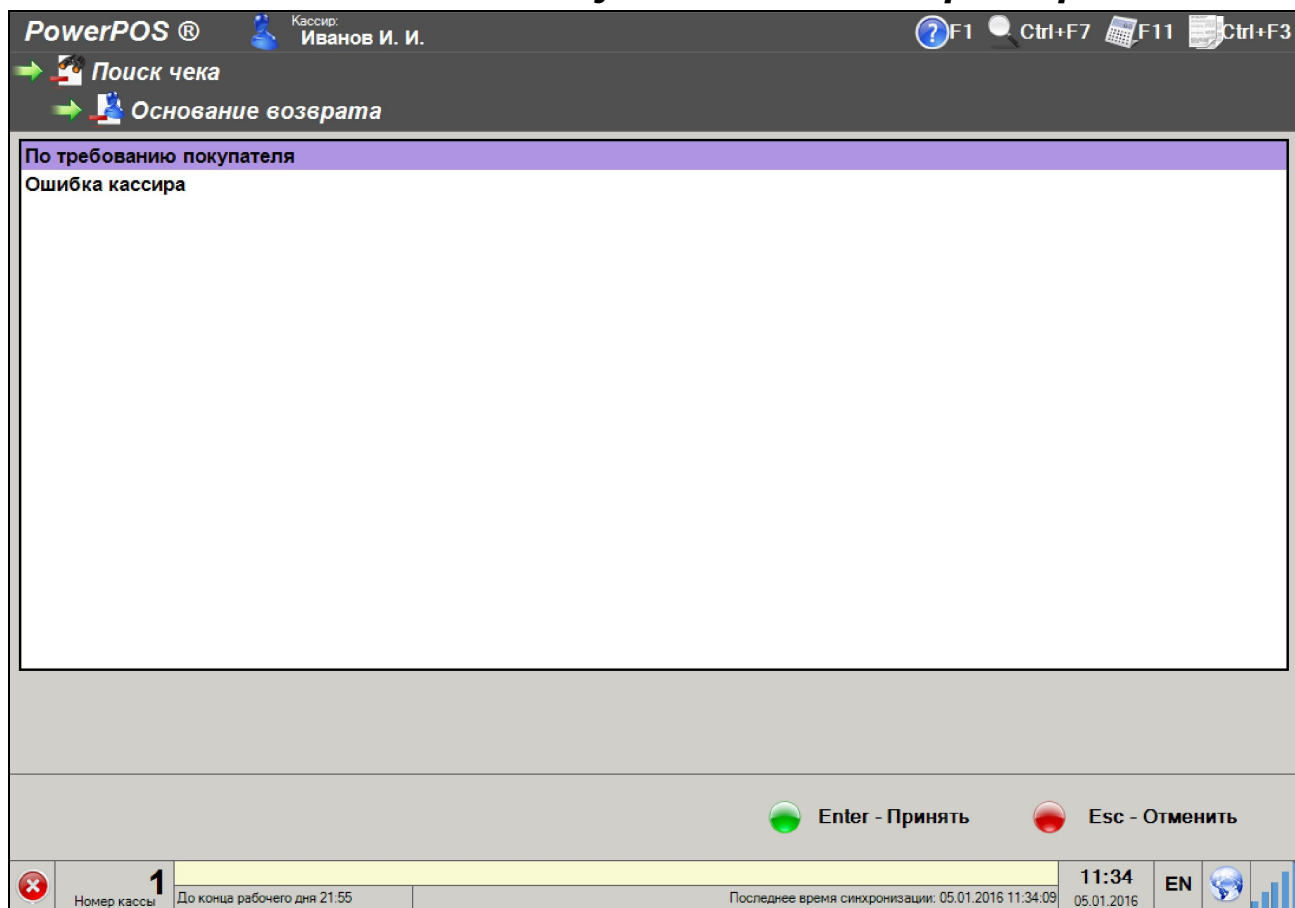 PowerPOS ® Кассир: Иванов И. И. F1 Ctrl+F7 F11 Ctrl+F3
Поиск чека
Основание возврата
По требованию покупателя
Ошибка кассира
Enter - Принять Esc - Отменить
1 11:34 EN
Номер кассы До конца рабочего дня 21:55 Последнее время синхронизации: 05.01.2016 11:34:09 05.01.2016